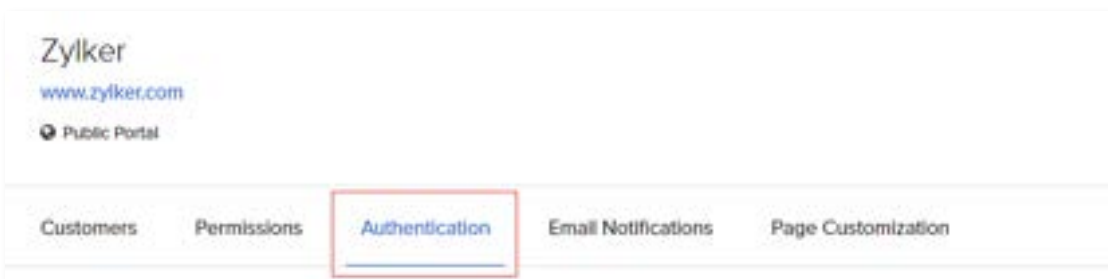 Zylker
www.zylker.com
Public Portal
Customers Permissions Authentication Email Notifications Page Customization